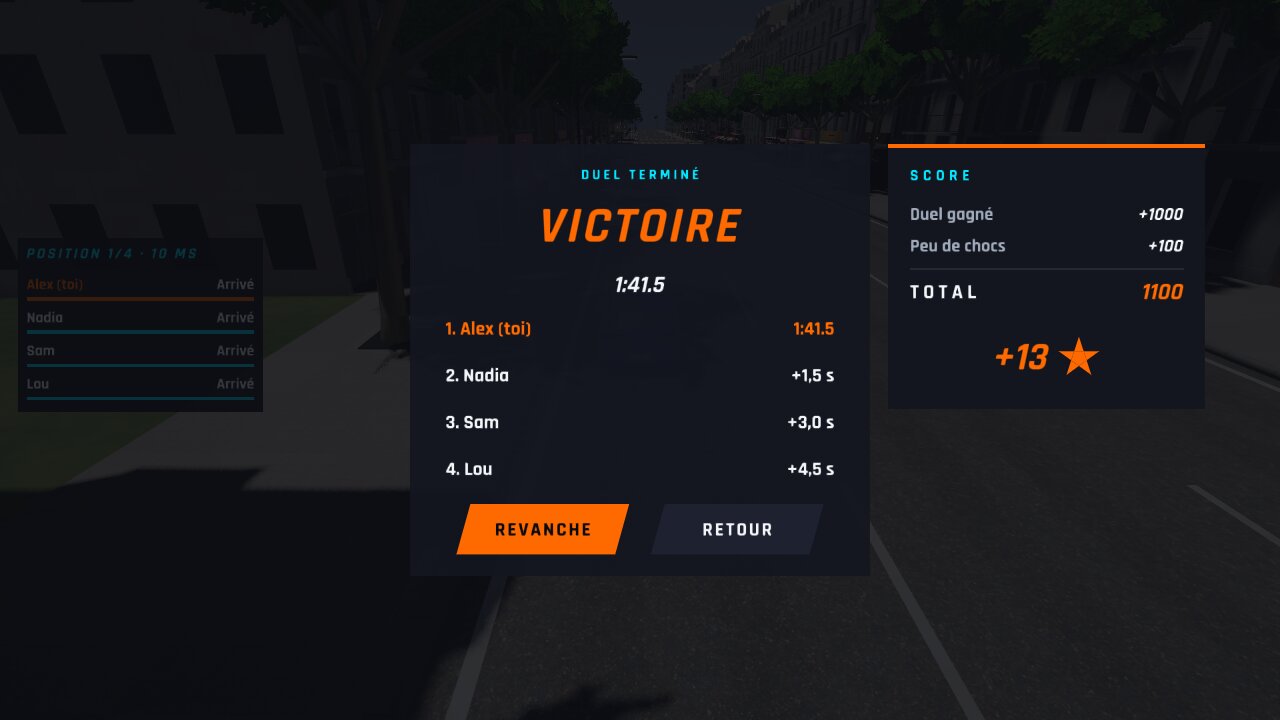 DUEL TERMINÉ
VICTOIRE
1:41.5
1. Alex (toi) 1:41.5
2. Nadia +1,5 s
3. Sam +3,0 s
4. Lou +4,5 s
REVANCHE RETOUR
SCORE
Duel gagné +1000
Peu de chocs +100
TOTAL 1100
+13
POSITION 1/4 · 10 MS
Alex (toi) Arrivé
Nadia Arrivé
Sam Arrivé
Lou Arrivé